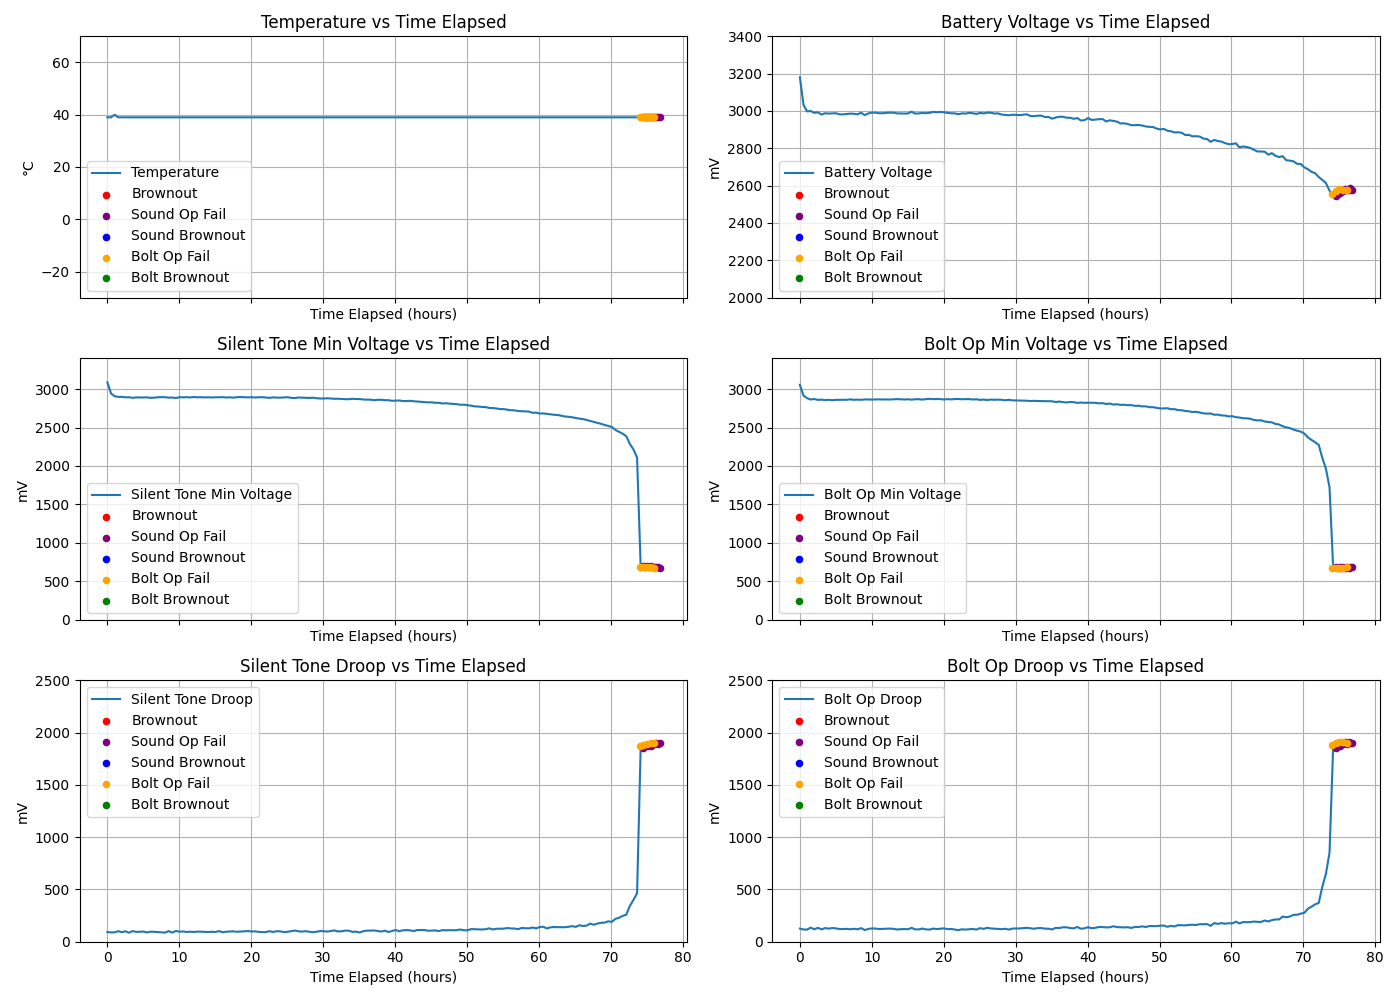 Temperature vs Time Elapsed
60
40
20
0
−20
°C
Temperature
Brownout
Sound Op Fail
Sound Brownout
Bolt Op Fail
Bolt Brownout
Time Elapsed (hours)
Battery Voltage vs Time Elapsed
3400
3200
3000
2800
2600
2400
2200
2000
mV
Battery Voltage
Brownout
Sound Op Fail
Sound Brownout
Bolt Op Fail
Bolt Brownout
Time Elapsed (hours)
Silent Tone Min Voltage vs Time Elapsed
3000
2500
2000
1500
1000
500
0
mV
Silent Tone Min Voltage
Brownout
Sound Op Fail
Sound Brownout
Bolt Op Fail
Bolt Brownout
Time Elapsed (hours)
Bolt Op Min Voltage vs Time Elapsed
3000
2500
2000
1500
1000
500
0
mV
Bolt Op Min Voltage
Brownout
Sound Op Fail
Sound Brownout
Bolt Op Fail
Bolt Brownout
Time Elapsed (hours)
Silent Tone Droop vs Time Elapsed
2500
2000
1500
1000
500
0
mV
Silent Tone Droop
Brownout
Sound Op Fail
Sound Brownout
Bolt Op Fail
Bolt Brownout
0 10 20 30 40 50 60 70 80
Time Elapsed (hours)
Bolt Op Droop vs Time Elapsed
2500
2000
1500
1000
500
0
mV
Bolt Op Droop
Brownout
Sound Op Fail
Sound Brownout
Bolt Op Fail
Bolt Brownout
0 10 20 30 40 50 60 70 80
Time Elapsed (hours)